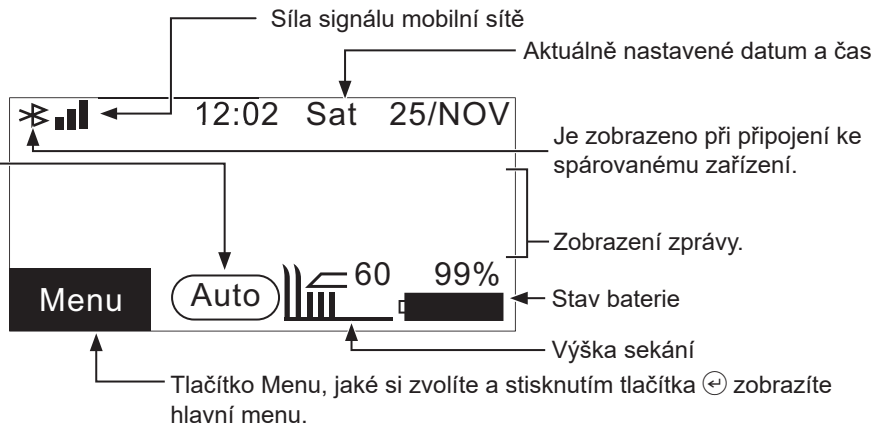 Síla signálu mobilní sítě
Aktuálně nastavené datum a čas
12:02 Sat 25/NOV
Je zobrazeno při připojení ke
spárovanému zařízení.
Zobrazení zprávy.
Menu Auto 60 99%
Stav baterie
Výška sekání
Tlačítko Menu, jaké si zvolíte a stisknutím tlačítka ↵ zobrazíte
hlavní menu.